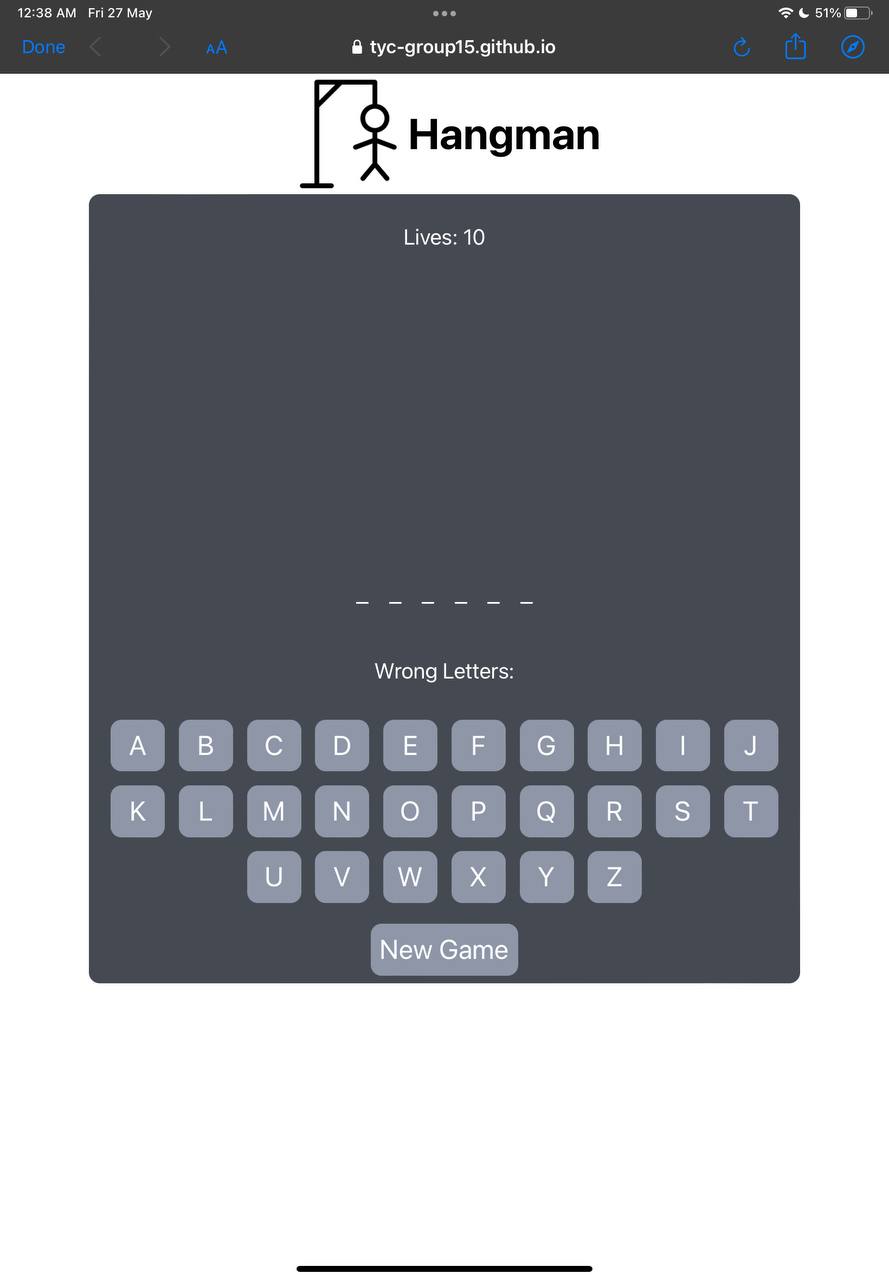 12:38 AM Fri 27 May 51%
Done AA tyc-group15.github.io
Hangman
Lives: 10
_ _ _ _ _ _
Wrong Letters:
A B C D E F G H I J
K L M N O P Q R S T
U V W X Y Z
New Game